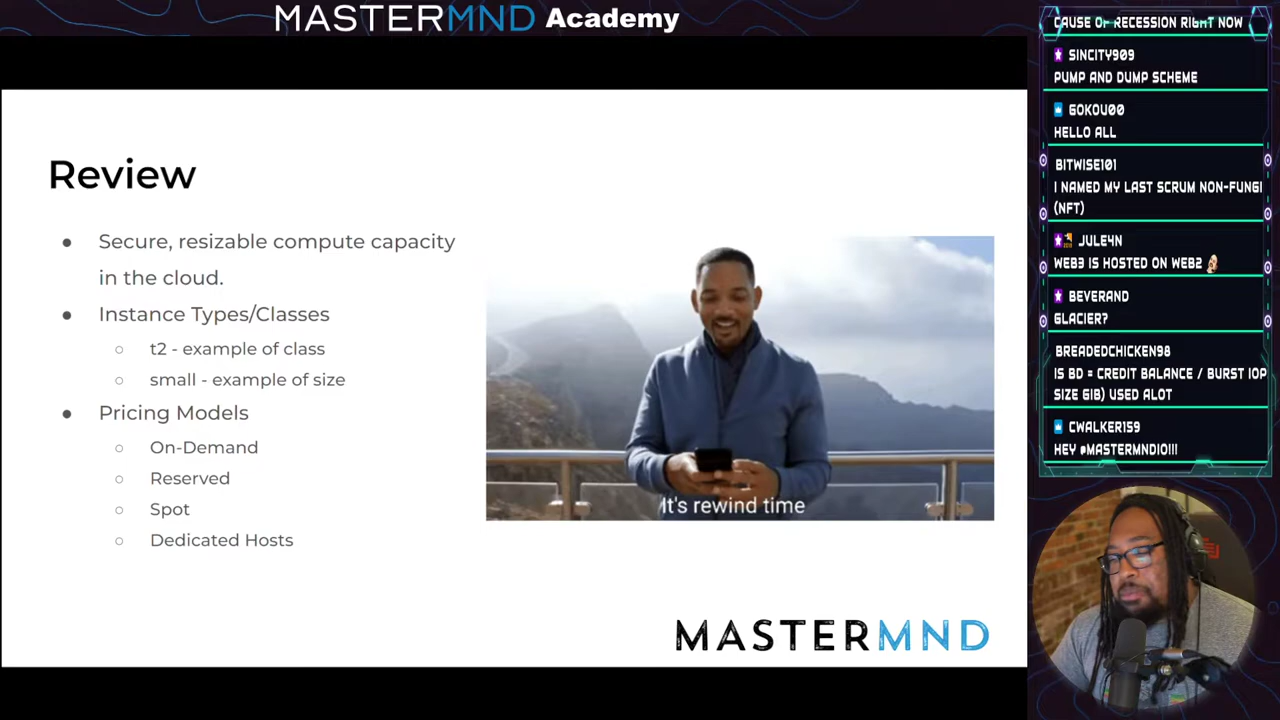 MASTERMND Academy
Review
● Secure, resizable compute capacity
in the cloud.
● Instance Types/Classes
○ t2 - example of class
○ small - example of size
● Pricing Models
○ On-Demand
○ Reserved
○ Spot
○ Dedicated Hosts
It's rewind time
MASTERMND
CAUSE OF RECESSION RIGHT NOW
SINCITY909
PUMP AND DUMP SCHEME
GOKOU00
HELLO ALL
BITWISE101
I NAMED MY LAST SCRUM NON-FUNGI
(NFT)
JULE4N
WEB3 IS HOSTED ON WEB2
BEVERAND
GLACIER?
BREADEDCHICKEN98
IS BD = CREDIT BALANCE / BURST IOP
SIZE GIB) USED ALOT
CWALKER159
HEY @MASTERMNDIO!!!